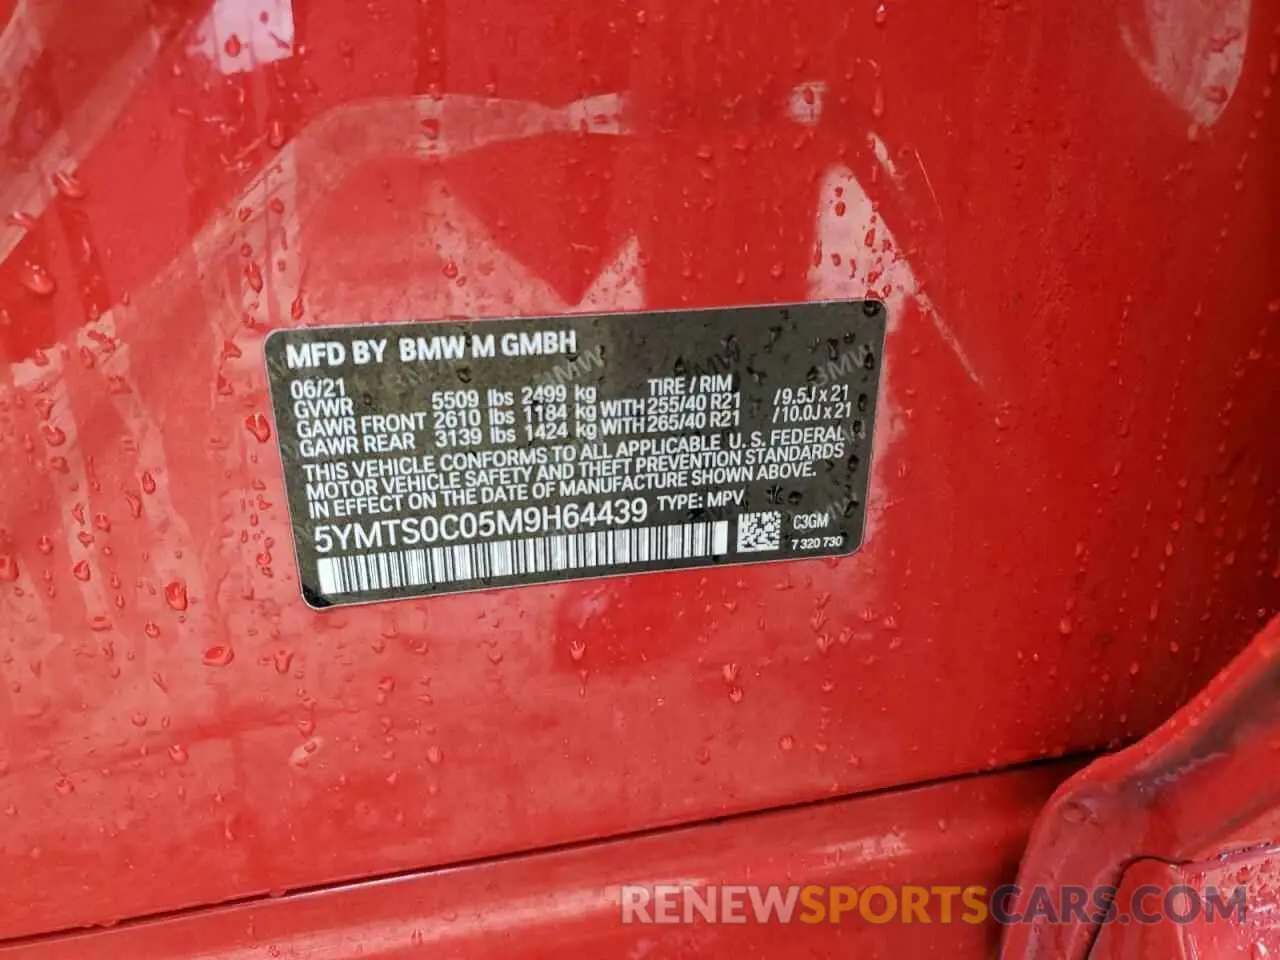 MFD BY BMW M GMBH
06/21 TIRE / RIM
GVWR 5509 lbs 2499 kg
GAWR FRONT 2610 lbs 1184 kg WITH 255/40 R21 / 9.5J x 21
GAWR REAR 3139 lbs 1424 kg WITH 265/40 R21 / 10.0J x 21
THIS VEHICLE CONFORMS TO ALL APPLICABLE U. S. FEDERAL
MOTOR VEHICLE SAFETY AND THEFT PREVENTION STANDARDS
IN EFFECT ON THE DATE OF MANUFACTURE SHOWN ABOVE.
5YMTS0C05M9H64439 TYPE: MPV
C3GM
7 320 730
RENEWSPORTSCARS.COM